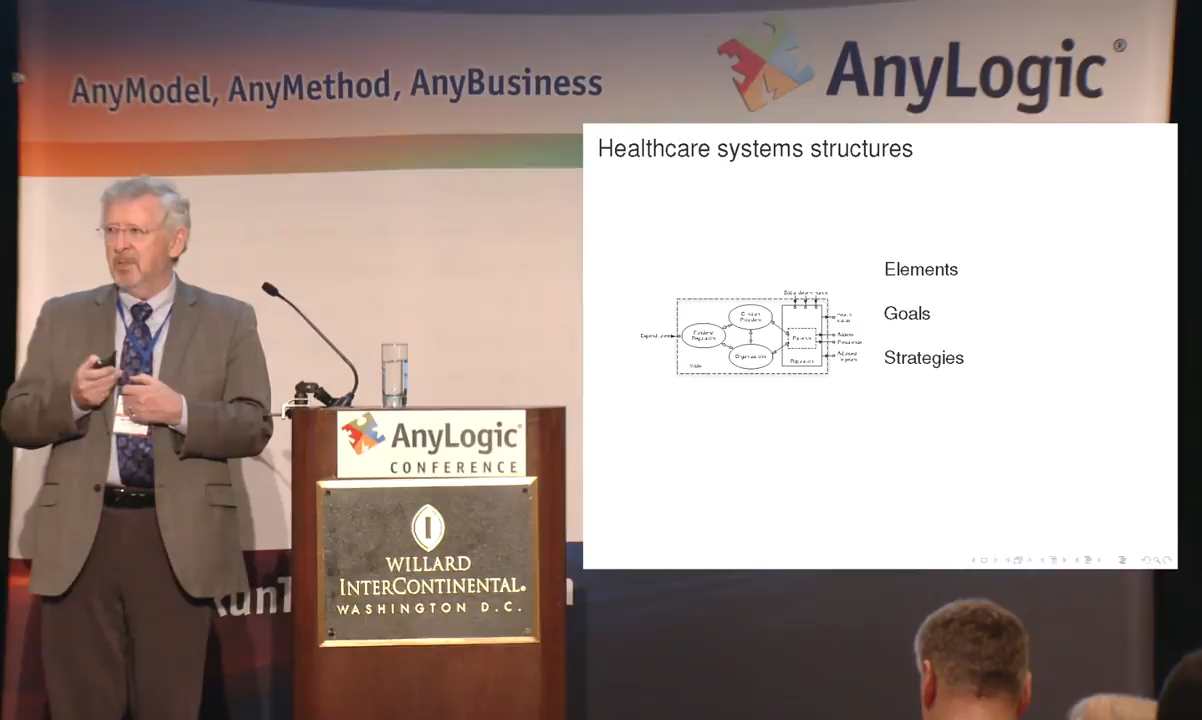 AnyModel, AnyMethod, AnyBusiness
AnyLogic®
Healthcare systems structures
Elements
Goals
Strategies
AnyLogic®
CONFERENCE
WILLARD
INTERCONTINENTAL®
WASHINGTON D.C.